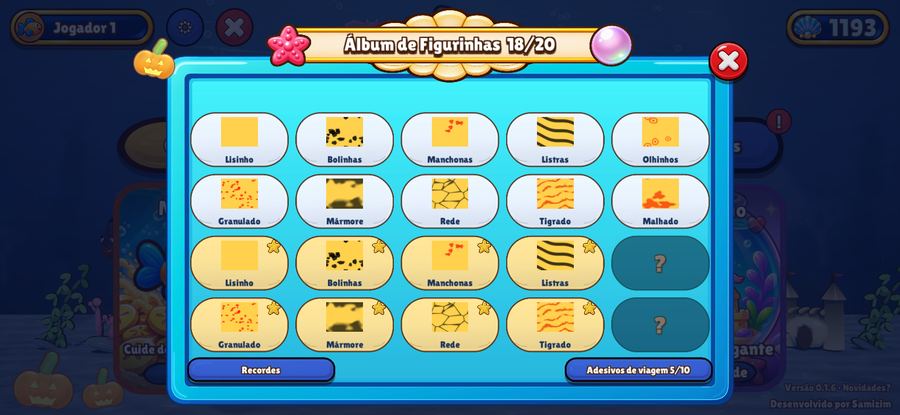 Jogador 1
Álbum de Figurinhas 18/20
1193
Lisinho
Bolinhas
Manchonas
Listras
Olhinhos
Granulado
Mármore
Rede
Tigrado
Malhado
Lisinho
Bolinhas
Manchonas
Listras
?
Granulado
Mármore
Rede
Tigrado
?
Recordes
Adesivos de viagem 5/10
Versão 0.1.6 • Novidades?
Desenvolvido por Samizim